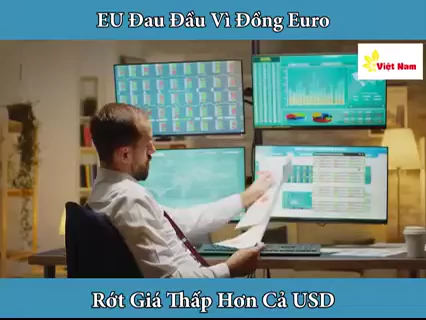 EU Đau Đầu Vì Đồng Euro
Việt Nam
Rớt Giá Thấp Hơn Cả USD